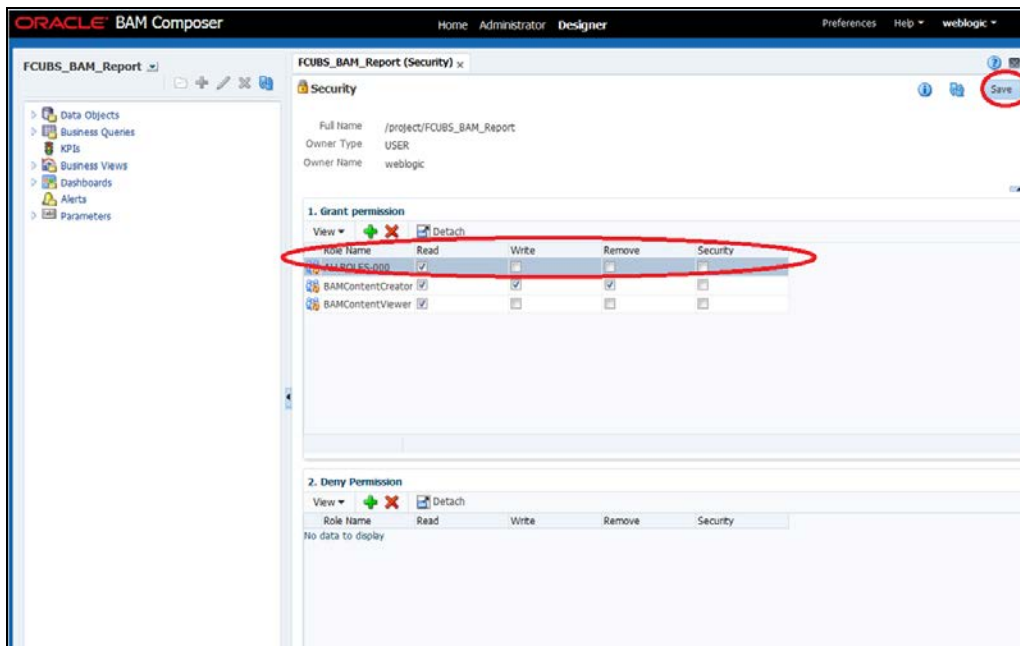 ORACLE BAM Composer Home Administrator Designer Preferences Help weblogic
FCUBS_BAM_Report
FCUBS_BAM_Report (Security) x
Security
Save
Full Name /project/FCUBS_BAM_Report
Owner Type USER
Owner Name weblogic
Data Objects
Business Queries
KPIs
Business Views
Dashboards
Alerts
Parameters
1. Grant permission
View Detach
Role Name Read Write Remove Security
ALLROLES-000
BAMContentCreator
BAMContentViewer
2. Deny Permission
View Detach
Role Name Read Write Remove Security
No data to display